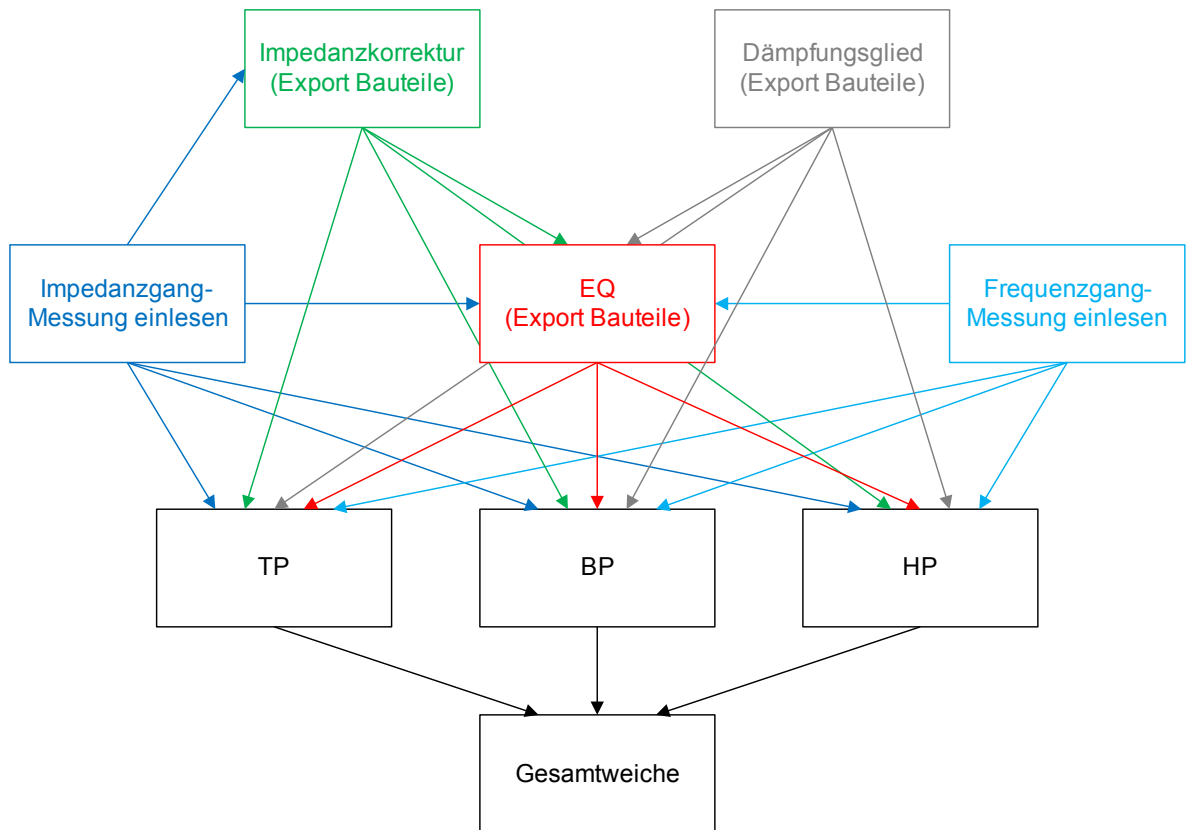 Impedanzkorrektur
(Export Bauteile)
Dämpfungsglied
(Export Bauteile)
Impedanzgang-
Messung einlesen
EQ
(Export Bauteile)
Frequenzgang-
Messung einlesen
TP
BP
HP
Gesamtweiche